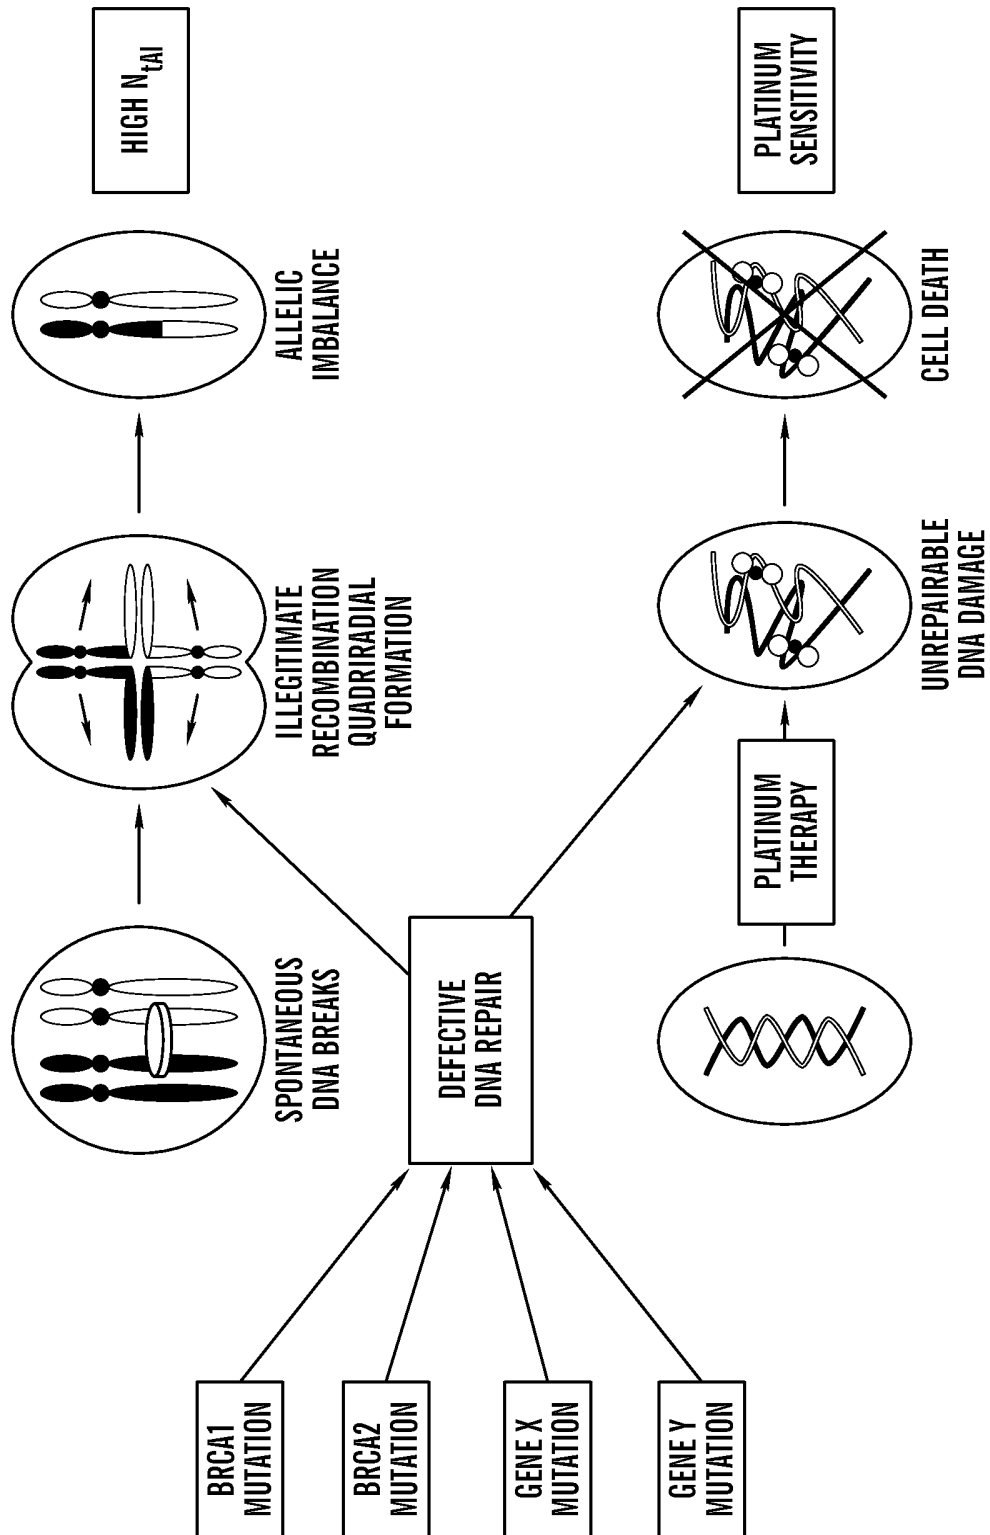 BRCA1
MUTATION
BRCA2
MUTATION
GENE X
MUTATION
GENE Y
MUTATION
DEFECTIVE
DNA REPAIR
SPONTANEOUS
DNA BREAKS
ILLEGITIMATE
RECOMBINATION
QUADRIRADIAL
FORMATION
ALLELIC
IMBALANCE
HIGH NtAI
PLATINUM
THERAPY
UNREPAIRABLE
DNA DAMAGE
CELL DEATH
PLATINUM
SENSITIVITY